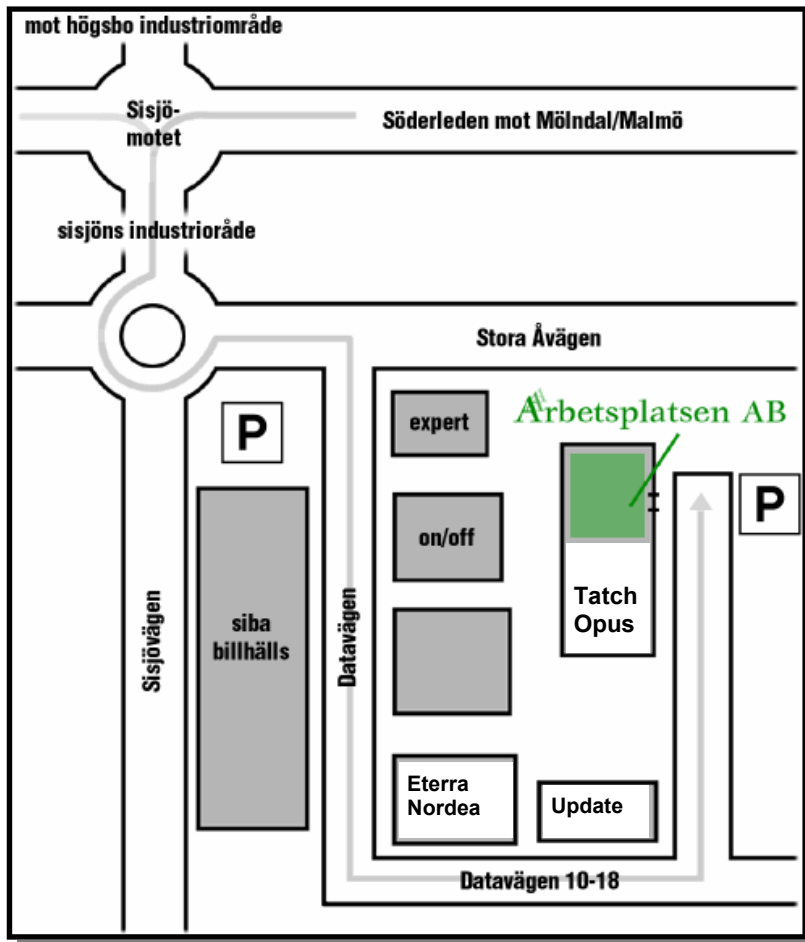 mot högsbo industriområde
Sisjö-
motet
Söderleden mot Mölndal/Malmö
sisjöns industrioråde
Stora Åvägen
P
expert
Arbetsplatsen AB
P
on/off
Tatch
Opus
siba
billhälls
Sisjövägen
Datavägen
Eterra
Nordea
Update
Datavägen 10-18